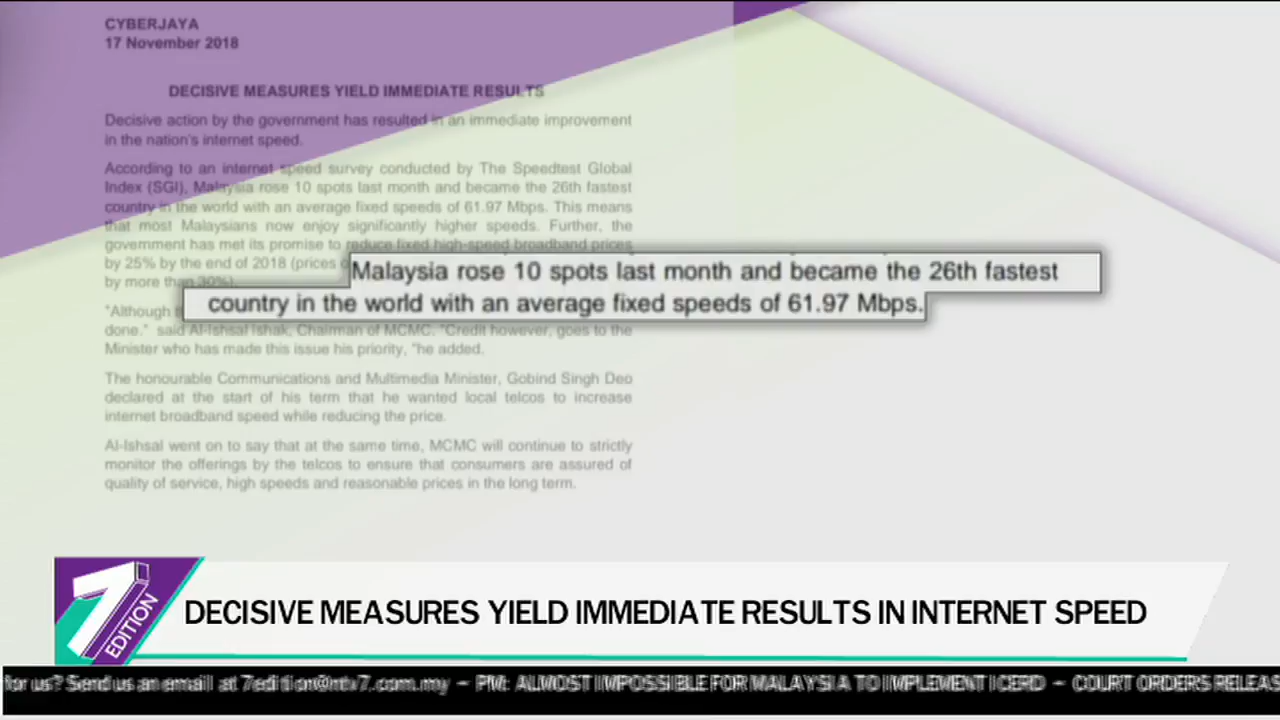 CYBERJAYA
17 November 2018
DECISIVE MEASURES YIELD IMMEDIATE RESULTS
Decisive action by the government has resulted in an immediate improvement
in the nation's internet speed.
According to an internet speed survey conducted by The Speedtest Global
Index (SGI), Malaysia rose 10 spots last month and became the 26th fastest
country in the world with an average fixed speeds of 61.97 Mbps. This means
that most Malaysians now enjoy significantly higher speeds. Further, the
government has met its promise to reduce fixed high-speed broadband prices
by 25% by the end of 2018 (prices
by more than 30%).
Malaysia rose 10 spots last month and became the 26th fastest
country in the world with an average fixed speeds of 61.97 Mbps.
"Although
done." said Al-Ishsal Ishak, Chairman of MCMC. "Credit however, goes to the
Minister who has made this issue his priority, "he added.
The honourable Communications and Multimedia Minister, Gobind Singh Deo
declared at the start of his term that he wanted local telcos to increase
internet broadband speed while reducing the price.
Al-Ishsal went on to say that at the same time, MCMC will continue to strictly
monitor the offerings by the telcos to ensure that consumers are assured of
quality of service, high speeds and reasonable prices in the long term.
7 EDITION
DECISIVE MEASURES YIELD IMMEDIATE RESULTS IN INTERNET SPEED
for us? Send us an email at 7edition@ntv7.com.my – PM: ALMOST IMPOSSIBLE FOR MALAYSIA TO IMPLEMENT ICERD – COURT ORDERS RELEAS